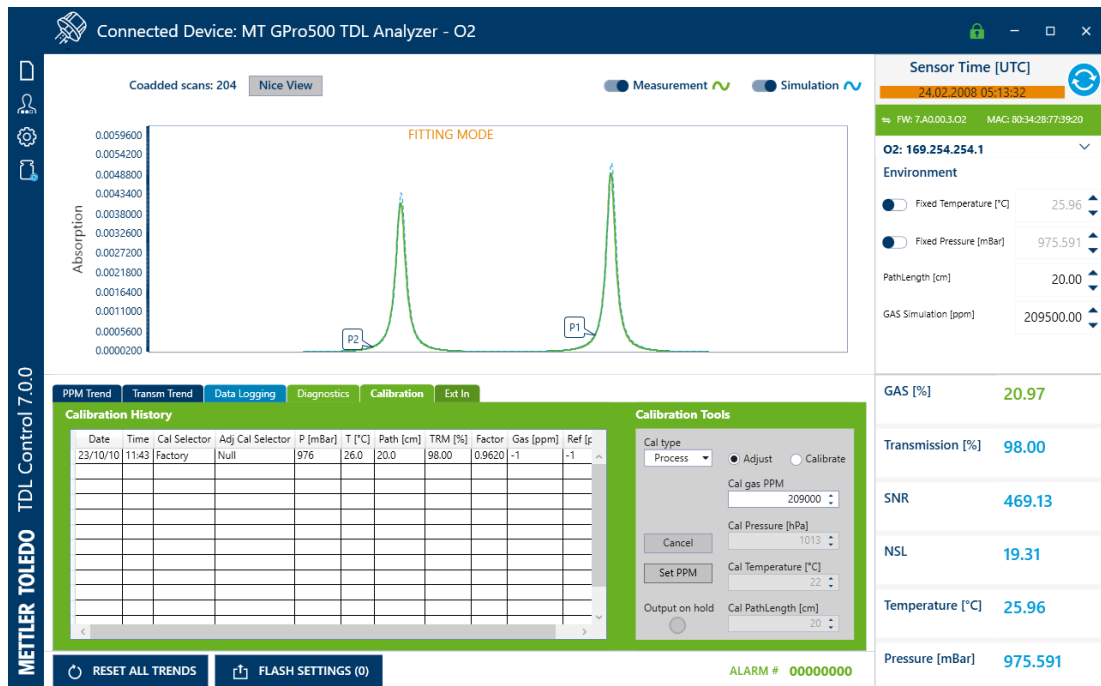 Connected Device: MT GPro500 TDL Analyzer - O2
METTLER TOLEDO TDL Control 7.0.0
Coadded scans: 204 Nice View Measurement Simulation
FITTING MODE
Absorption
0.0059600
0.0054200
0.0048800
0.0043400
0.0038000
0.0032600
0.0027200
0.0021800
0.0016400
0.0011000
0.0005600
0.0000200
P2
P1
PPM Trend Transm Trend Data Logging Diagnostics Calibration Ext In
Calibration History
Date Time Cal Selector Adj Cal Selector P [mBar] T [°C] Path [cm] TRM [%] Factor Gas [ppm] Ref [p
23/10/10 11:43 Factory Null 976 26.0 20.0 98.00 0.9620 -1 -1
Calibration Tools
Cal type
Process Adjust Calibrate
Cal gas PPM
209000
Cal Pressure [hPa]
Cancel 1013
Cal Temperature [°C]
Set PPM 22
Output on hold Cal PathLength [cm]
20
RESET ALL TRENDS FLASH SETTINGS (0) ALARM # 00000000
Sensor Time [UTC]
24.02.2008 05:13:32
FW: 7.A0.00.3.O2 MAC: 80:34:28:77:39:20
O2: 169.254.254.1
Environment
Fixed Temperature [°C] 25.96
Fixed Pressure [mBar] 975.591
PathLength [cm] 20.00
GAS Simulation [ppm] 209500.00
GAS [%] 20.97
Transmission [%] 98.00
SNR 469.13
NSL 19.31
Temperature [°C] 25.96
Pressure [mBar] 975.591